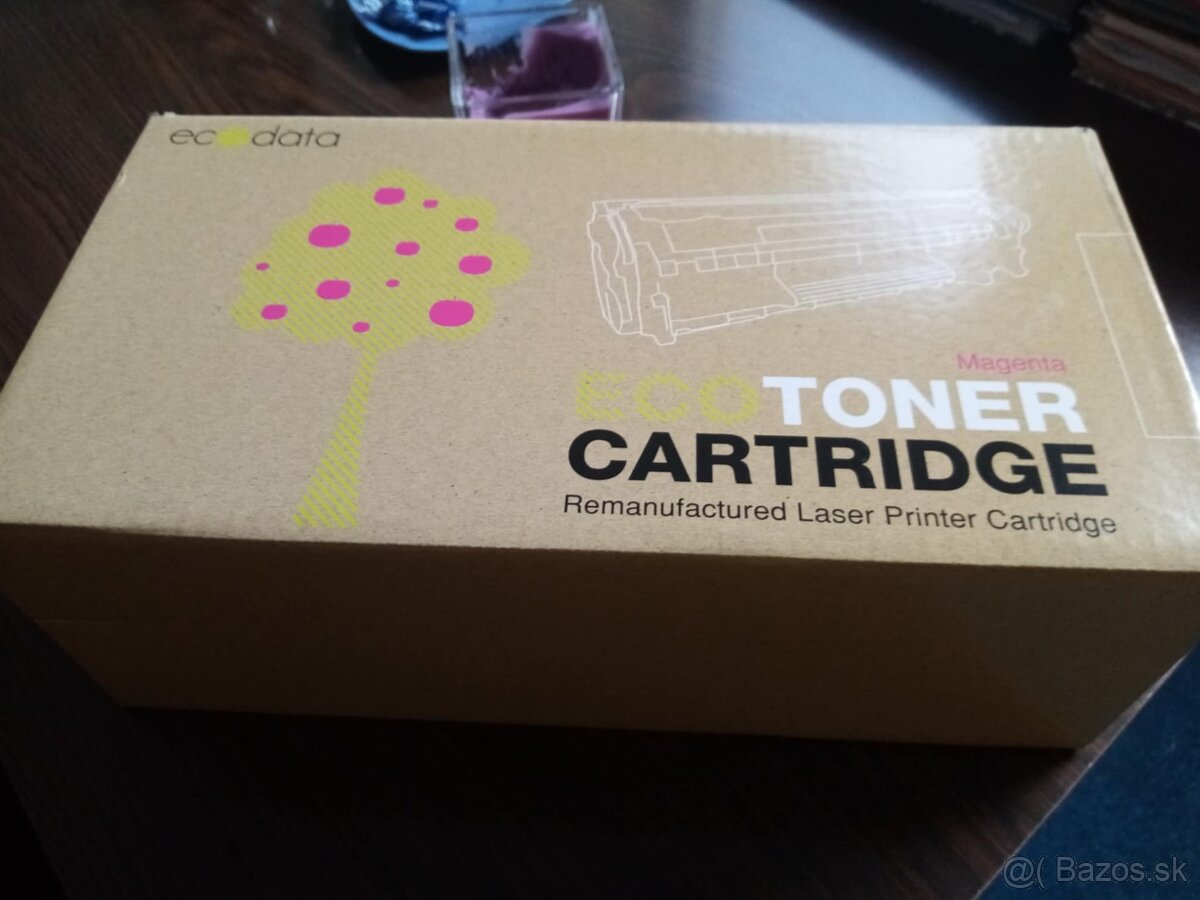 ecodata
Magenta
ECOTONER
CARTRIDGE
Remanufactured Laser Printer Cartridge
@( Bazos.sk